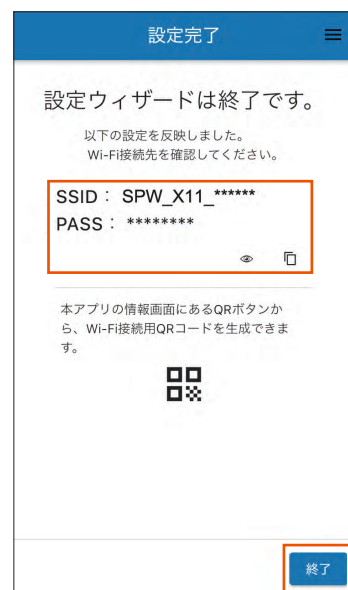 設定完了
設定ウィザードは終了です。
以下の設定を反映しました。
Wi-Fi接続先を確認してください。
SSID： SPW_X11_******
PASS： ********
本アプリの情報画面にあるQRボタンか
ら、Wi-Fi接続用QRコードを生成できま
す。
終了